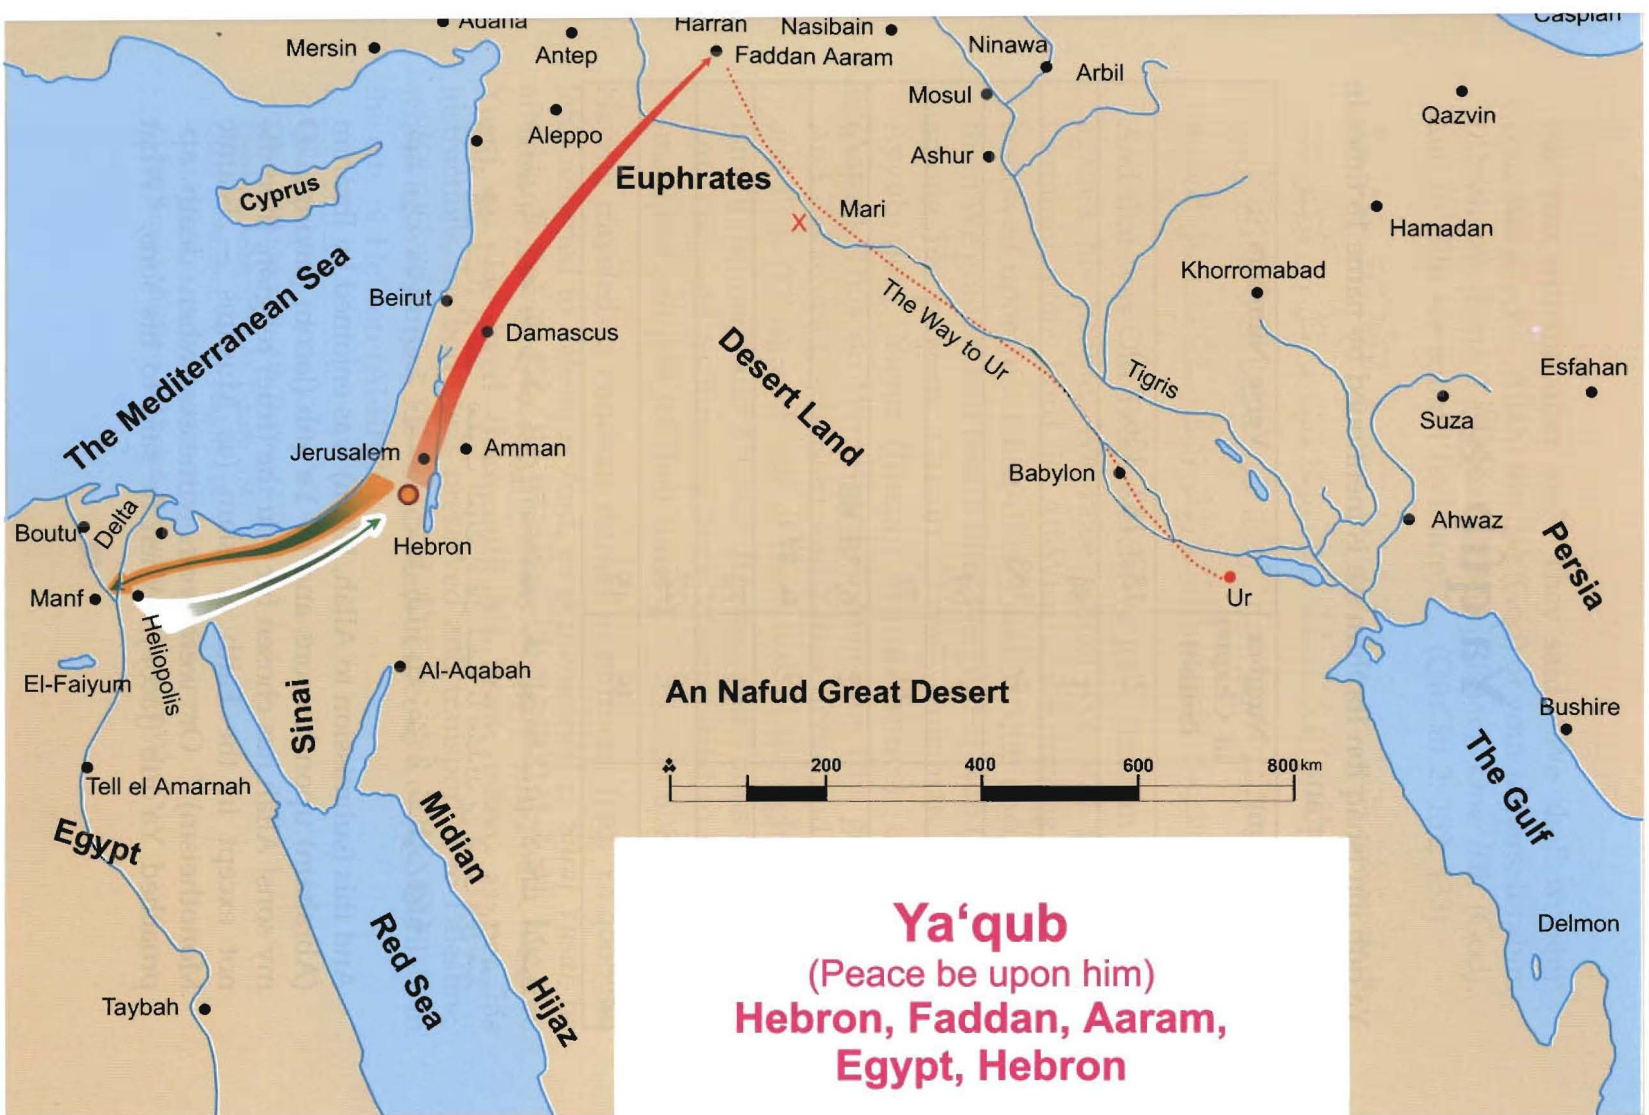 Adana
Harran
Nasibain
Caspian
Mersin
Antep
Faddan Aaram
Ninawa
Arbil
Mosul
Qazvin
Aleppo
Ashur
Euphrates
Cyprus
Mari
X
Hamadan
The Mediterranean Sea
Khorromabad
Beirut
Damascus
The Way to Ur
Desert Land
Tigris
Esfahan
Suza
Jerusalem
Amman
Babylon
Boutu
Delta
Ahwaz
Hebron
Persia
Manf
Heliopolis
Ur
El-Faiyum
Sinai
Al-Aqabah
An Nafud Great Desert
Bushire
The Gulf
200 400 600 800 km
Tell el Amarnah
Midian
Egypt
Red Sea
Hijaz
Delmon
Taybah
Ya‘qub
(Peace be upon him)
Hebron, Faddan, Aaram,
Egypt, Hebron